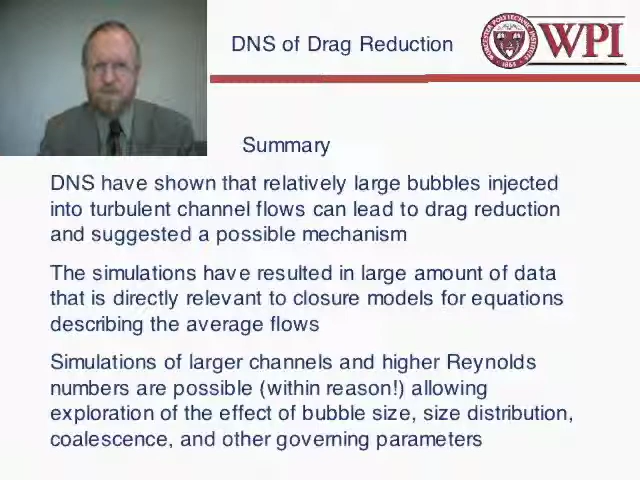 DNS of Drag Reduction
WORCESTER POLYTECHNIC INSTITUTE
1865
WPI
Summary
DNS have shown that relatively large bubbles injected
into turbulent channel flows can lead to drag reduction
and suggested a possible mechanism
The simulations have resulted in large amount of data
that is directly relevant to closure models for equations
describing the average flows
Simulations of larger channels and higher Reynolds
numbers are possible (within reason!) allowing
exploration of the effect of bubble size, size distribution,
coalescence, and other governing parameters